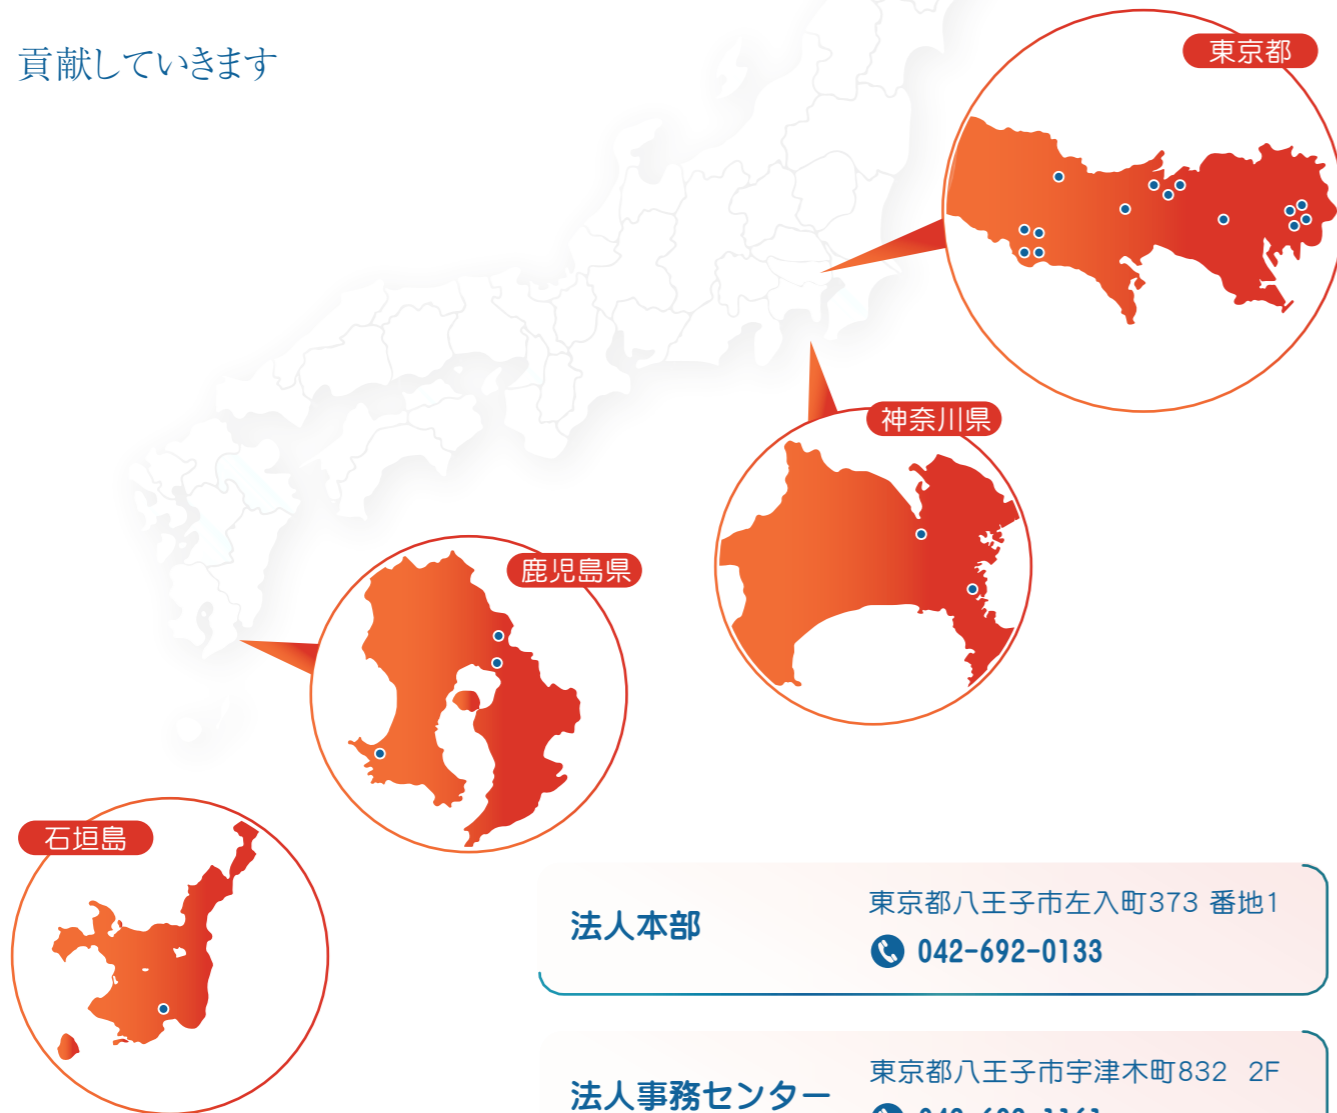 貢献していきます
東京都
神奈川県
鹿児島県
石垣島
法人本部
東京都八王子市左入町373 番地1
042-692-0133
法人事務センター
東京都八王子市宇津木町832 2F